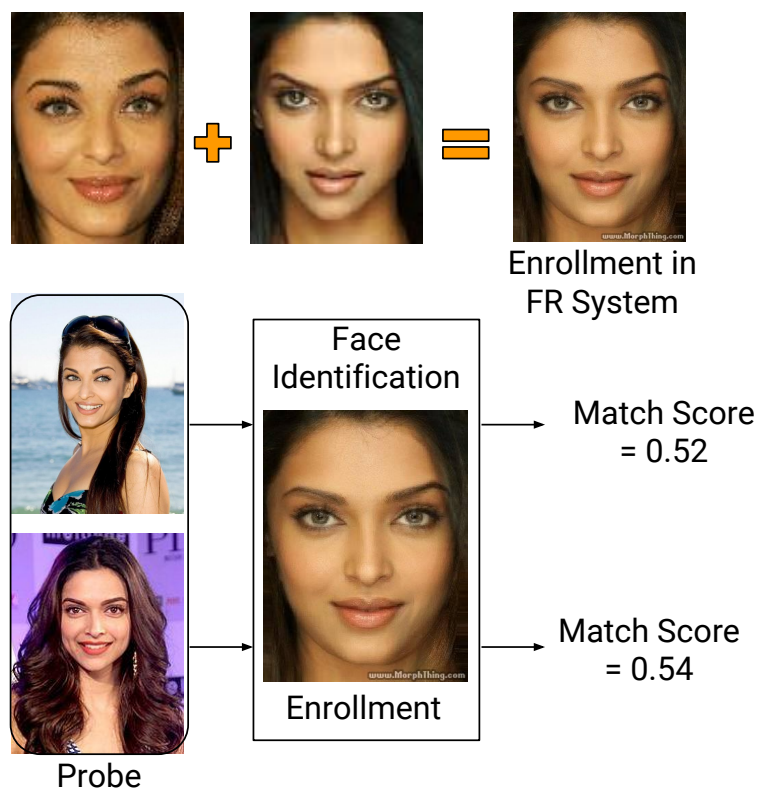 www.MorphThing.com
Enrollment in
FR System
Face
Identification
Match Score
= 0.52
Match Score
= 0.54
www.MorphThing.com
Enrollment
Probe